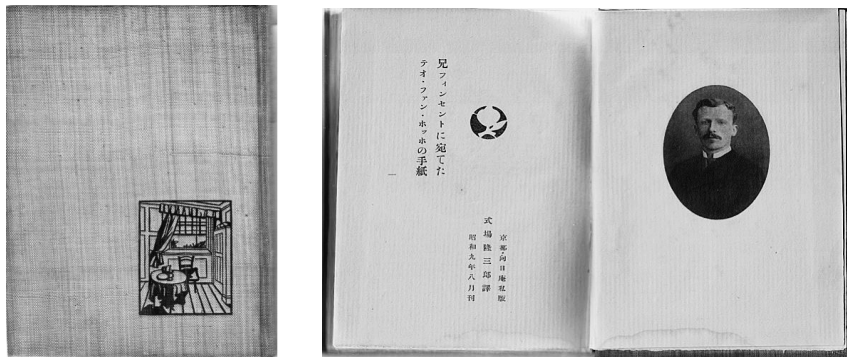 兄フィンセントに宛てた
テオ・ファン・ホッホの手紙
京都・向日庵私版
式場隆三郎譯
昭和九年八月刊